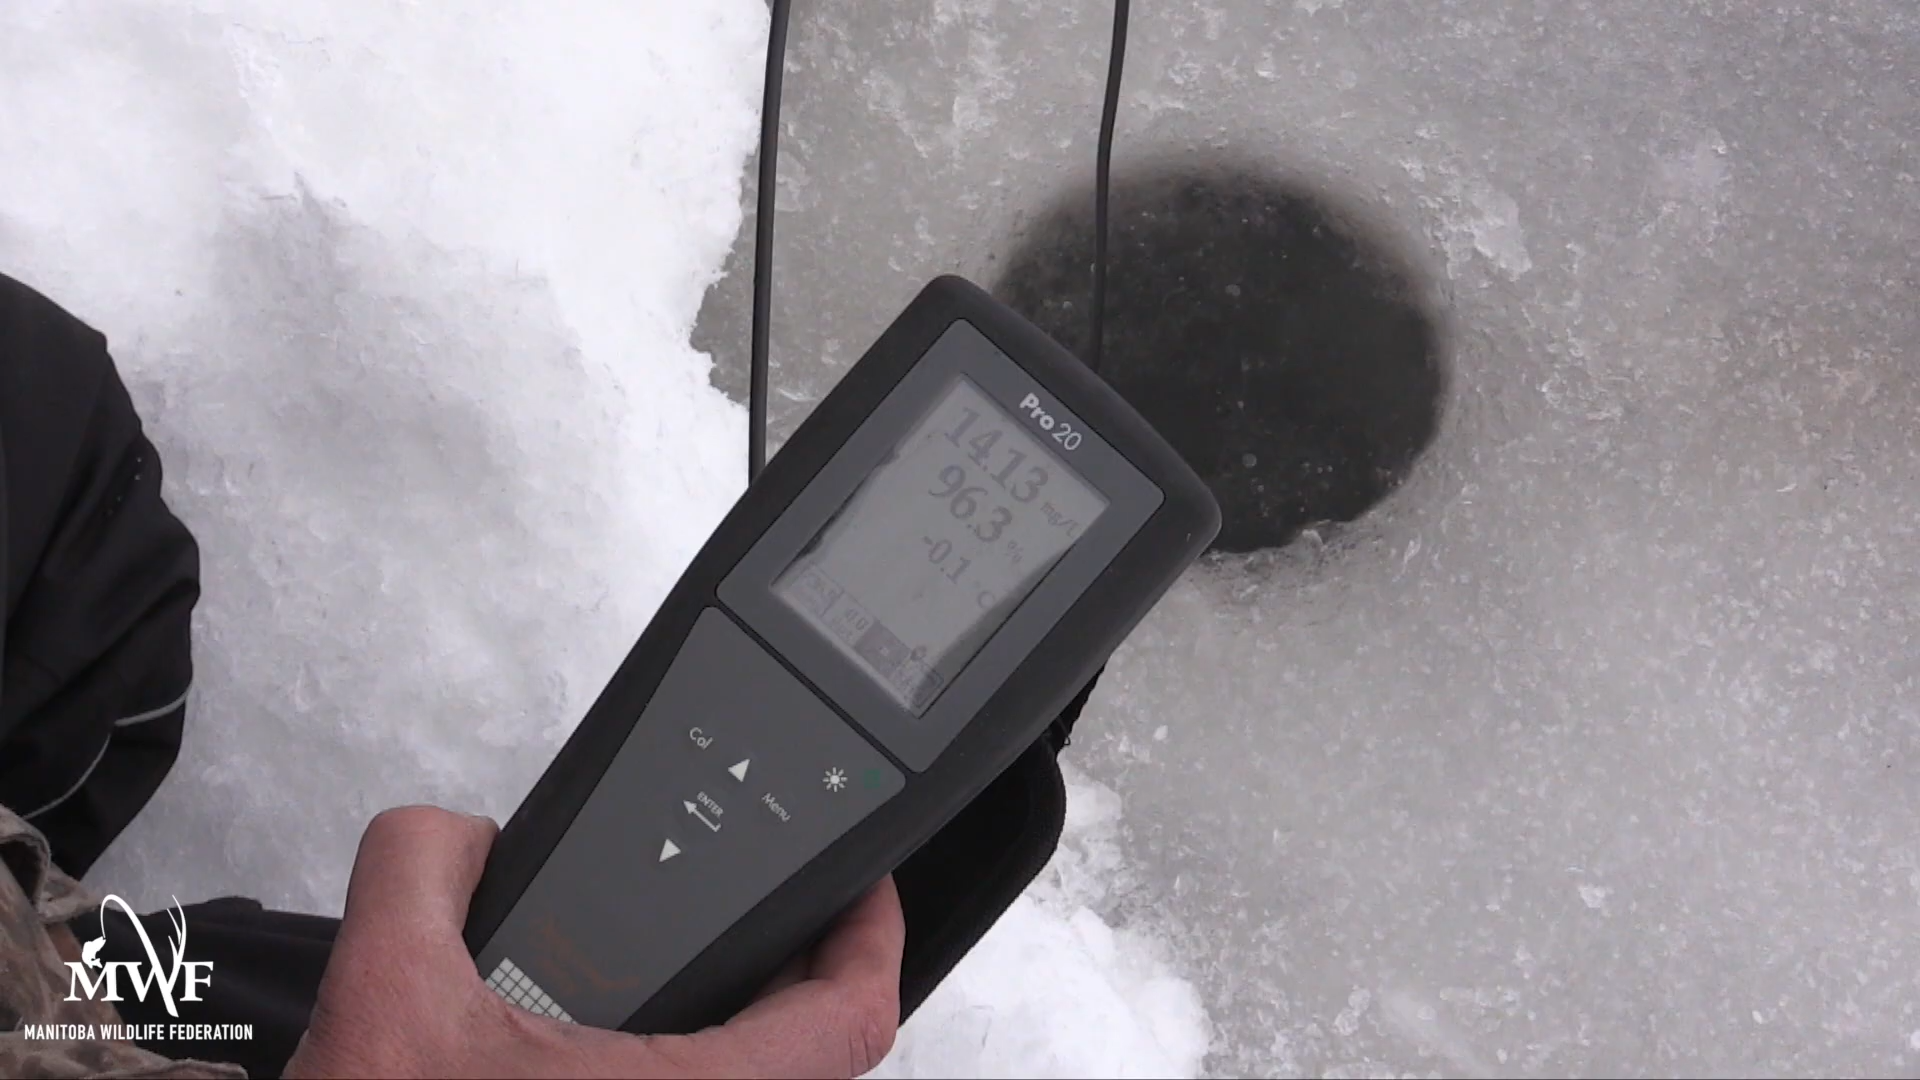 Pro20
14.13 mg/L
96.3 %
-0.1 °C
Cal
Menu
ENTER
MWF
MANITOBA WILDLIFE FEDERATION